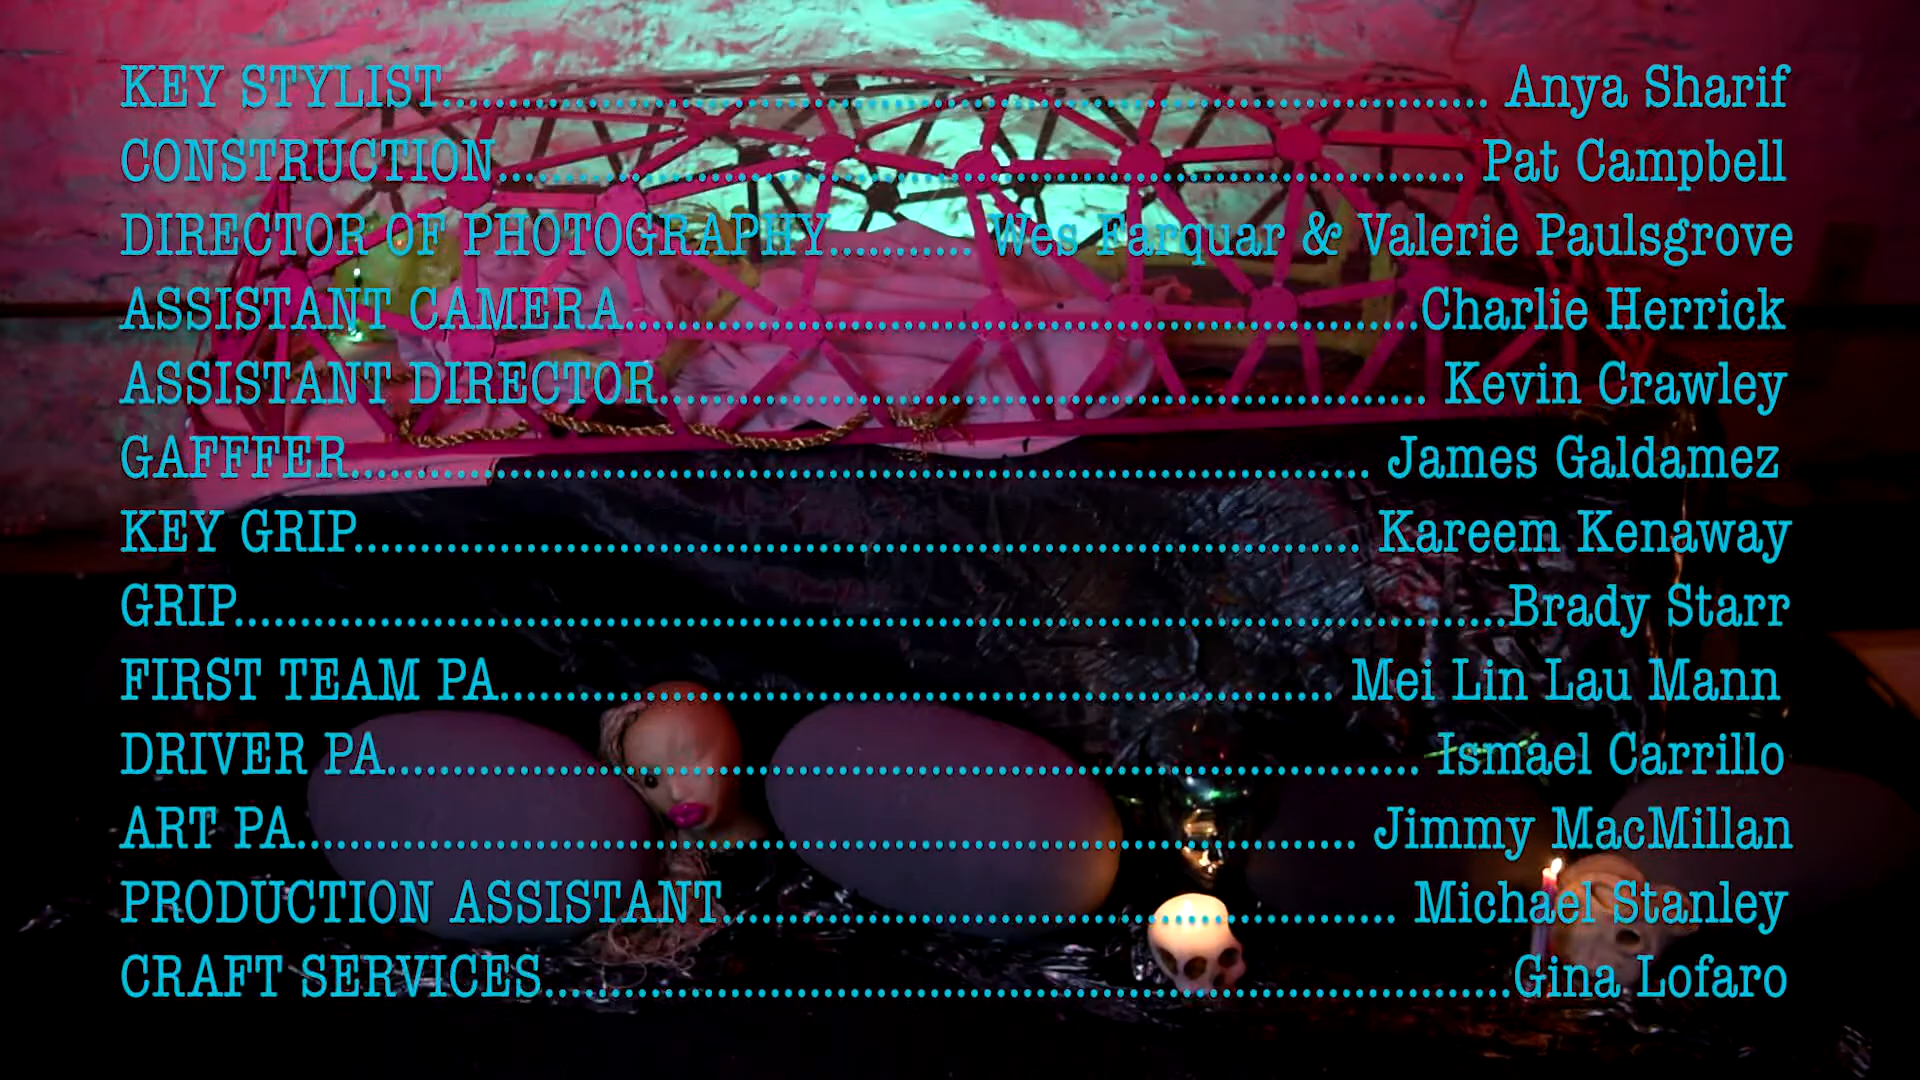 KEY STYLIST................................................................................ Anya Sharif
CONSTRUCTION.......................................................................... Pat Campbell
DIRECTOR OF PHOTOGRAPHY........... Wes Farquar & Valerie Paulsgrove
ASSISTANT CAMERA.............................................................Charlie Herrick
ASSISTANT DIRECTOR........................................................... Kevin Crawley
GAFFFER.............................................................................. James Galdamez
KEY GRIP............................................................................. Kareem Kenaway
GRIP..................................................................................................Brady Starr
FIRST TEAM PA................................................................ Mei Lin Lau Mann
DRIVER PA............................................................................... Ismael Carrillo
ART PA................................................................................. Jimmy MacMillan
PRODUCTION ASSISTANT.................................................... Michael Stanley
CRAFT SERVICES..........................................................................Gina Lofaro